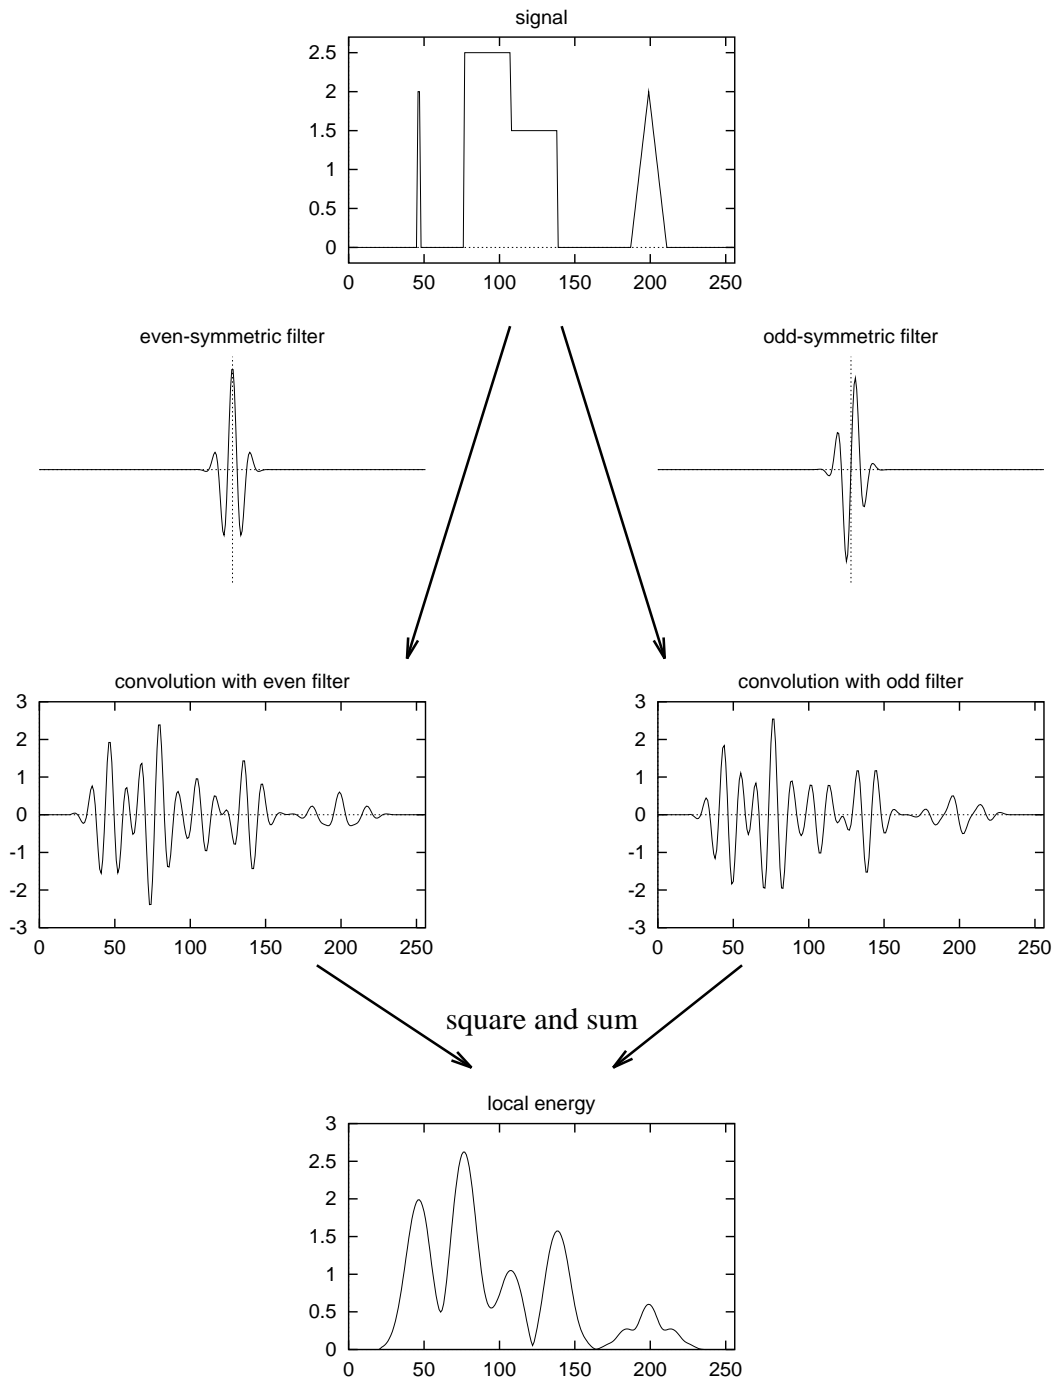 signal
2.5
2
1.5
1
0.5
0
0 50 100 150 200 250
even-symmetric filter
odd-symmetric filter
convolution with even filter
3
2
1
0
-1
-2
-3
0 50 100 150 200 250
convolution with odd filter
3
2
1
0
-1
-2
-3
0 50 100 150 200 250
square and sum
local energy
3
2.5
2
1.5
1
0.5
0
0 50 100 150 200 250